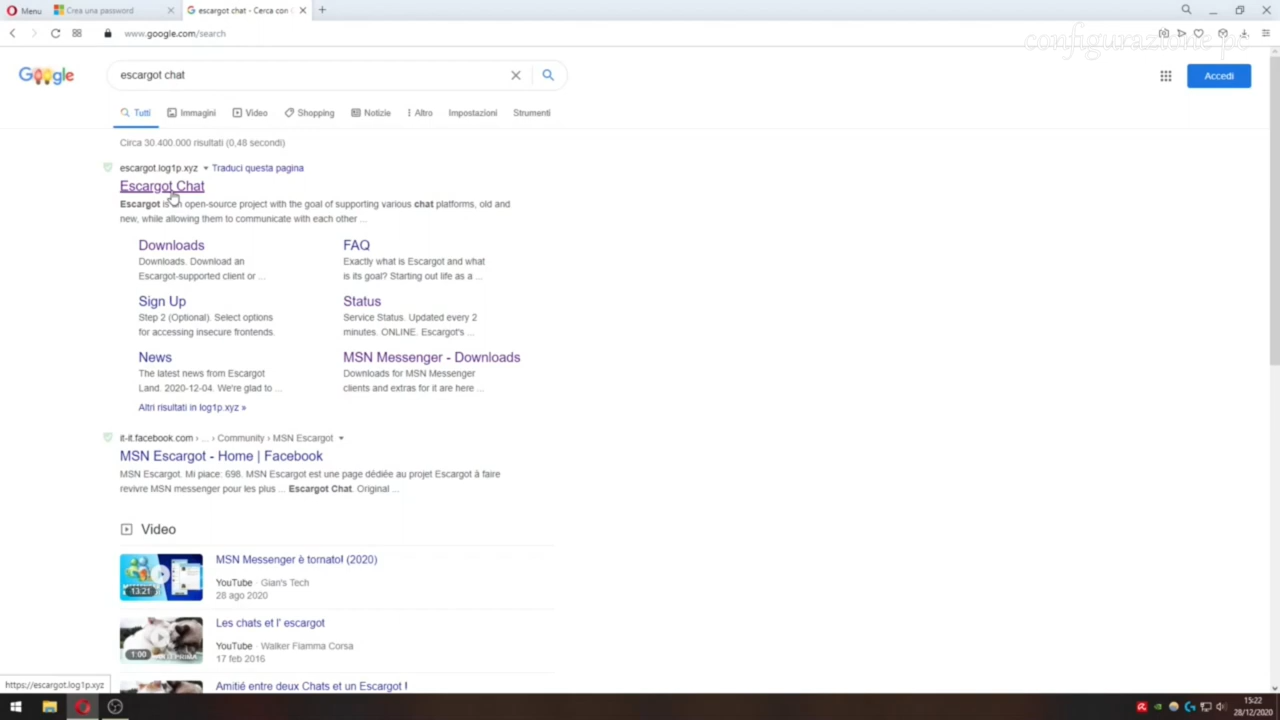 Menu
Crea una password
escargot chat - Cerca con
www.google.com/search
configurazione pc
Google
escargot chat
Accedi
Tutti
Immagini
Video
Shopping
Notizie
Altro
Impostazioni
Strumenti
Circa 30.400.000 risultati (0,48 secondi)
escargot.log1p.xyz
Traduci questa pagina
Escargot Chat
Escargot is an open-source project with the goal of supporting various chat platforms, old and
new, while allowing them to communicate with each other ...
Downloads
Downloads. Download an
Escargot-supported client or ...
FAQ
Exactly what is Escargot and what
is its goal? Starting out life as a ...
Sign Up
Step 2 (Optional). Select options
for accessing insecure frontends.
Status
Service Status. Updated every 2
minutes. ONLINE. Escargot's ...
News
The latest news from Escargot
Land. 2020-12-04. We're glad to ...
MSN Messenger - Downloads
Downloads for MSN Messenger
clients and extras for it are here ...
Altri risultati in log1p.xyz »
it-it.facebook.com › ... › Community › MSN Escargot
MSN Escargot - Home | Facebook
MSN Escargot. Mi piace: 698. MSN Escargot est une page dédiée au projet Escargot à faire
revivre MSN messenger pour les plus ... Escargot Chat. Original ...
Video
MSN Messenger è tornato! (2020)
YouTube · Gian's Tech
28 ago 2020
13:21
Les chats et l' escargot
YouTube · Walker Fiamma Corsa
17 feb 2016
1:00
Amitié entre deux Chats et un Escargot !
https://escargot.log1p.xyz
15:22
28/12/2020